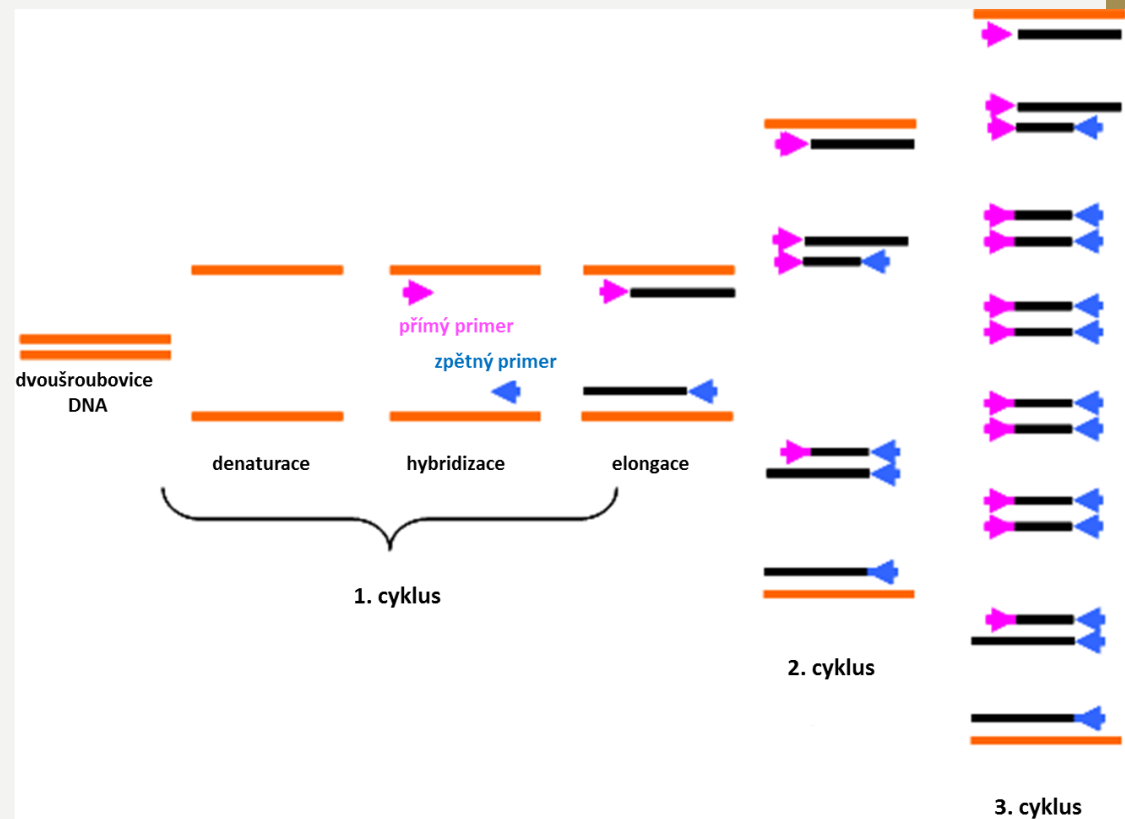 přímý primer
zpětný primer
dvoušroubovice
DNA
denaturace
hybridizace
elongace
1. cyklus
2. cyklus
3. cyklus